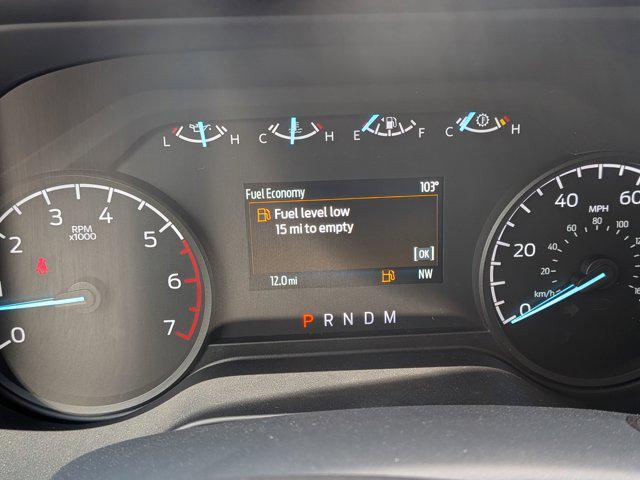 L H C H E F C H
Fuel Economy 103°
Fuel level low
15 mi to empty
[OK]
12.0 mi NW
P R N D M
0 2 3 4 5 6 7
RPM
x1000
0 20 40 60
MPH
20 40 60 80 100
km/h